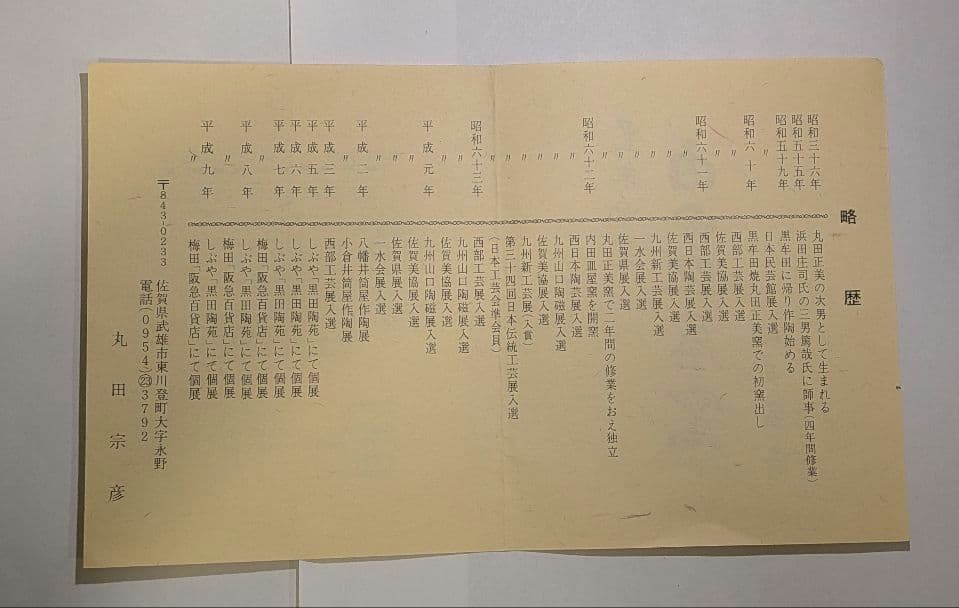 略歴
昭和三十六年 丸田正美の次男として生まれる
昭和五十五年 浜田庄司氏の三男篤哉氏に師事(四年間修業)
昭和五十九年 黒牟田に帰り作陶始める
〃 日本民芸館展入選
昭和六十年 黒牟田焼丸田正美窯での初窯出し
〃 西部工芸展入選
〃 佐賀美協展入選
昭和六十一年 西部工芸展入選
〃 西日本陶芸展入選
〃 佐賀美協展入選
〃 九州新工芸展入選
〃 一水会展入選
〃 佐賀県展入選
〃 丸田正美窯で二年間の修業をおえ独立
昭和六十二年 内田皿屋窯を開窯
〃 西日本陶芸展入選
〃 九州山口陶磁展入選
〃 佐賀美協展入選
〃 九州新工芸展(入賞)
〃 第三十四回日本伝統工芸展入選
(日本工芸会準会員)
昭和六十三年 西部工芸展入選
〃 九州山口陶磁展入選
〃 佐賀美協展入選
平成元年 九州山口陶磁展入選
〃 佐賀美協展入選
〃 佐賀県展入選
〃 一水会展入選
平成二年 八幡井筒屋作陶展
〃 小倉井筒屋作陶展
平成三年 西部工芸展入選
平成五年 しぶや「黒田陶苑」にて個展
平成六年 しぶや「黒田陶苑」にて個展
平成七年 しぶや「黒田陶苑」にて個展
〃 梅田「阪急百貨店」にて個展
平成八年 しぶや「黒田陶苑」にて個展
〃 梅田「阪急百貨店」にて個展
平成九年 しぶや「黒田陶苑」にて個展
〃 梅田「阪急百貨店」にて個展
〒843-0233 佐賀県武雄市東川登町大字永野
電話(0954)㉓3792
丸田宗彦